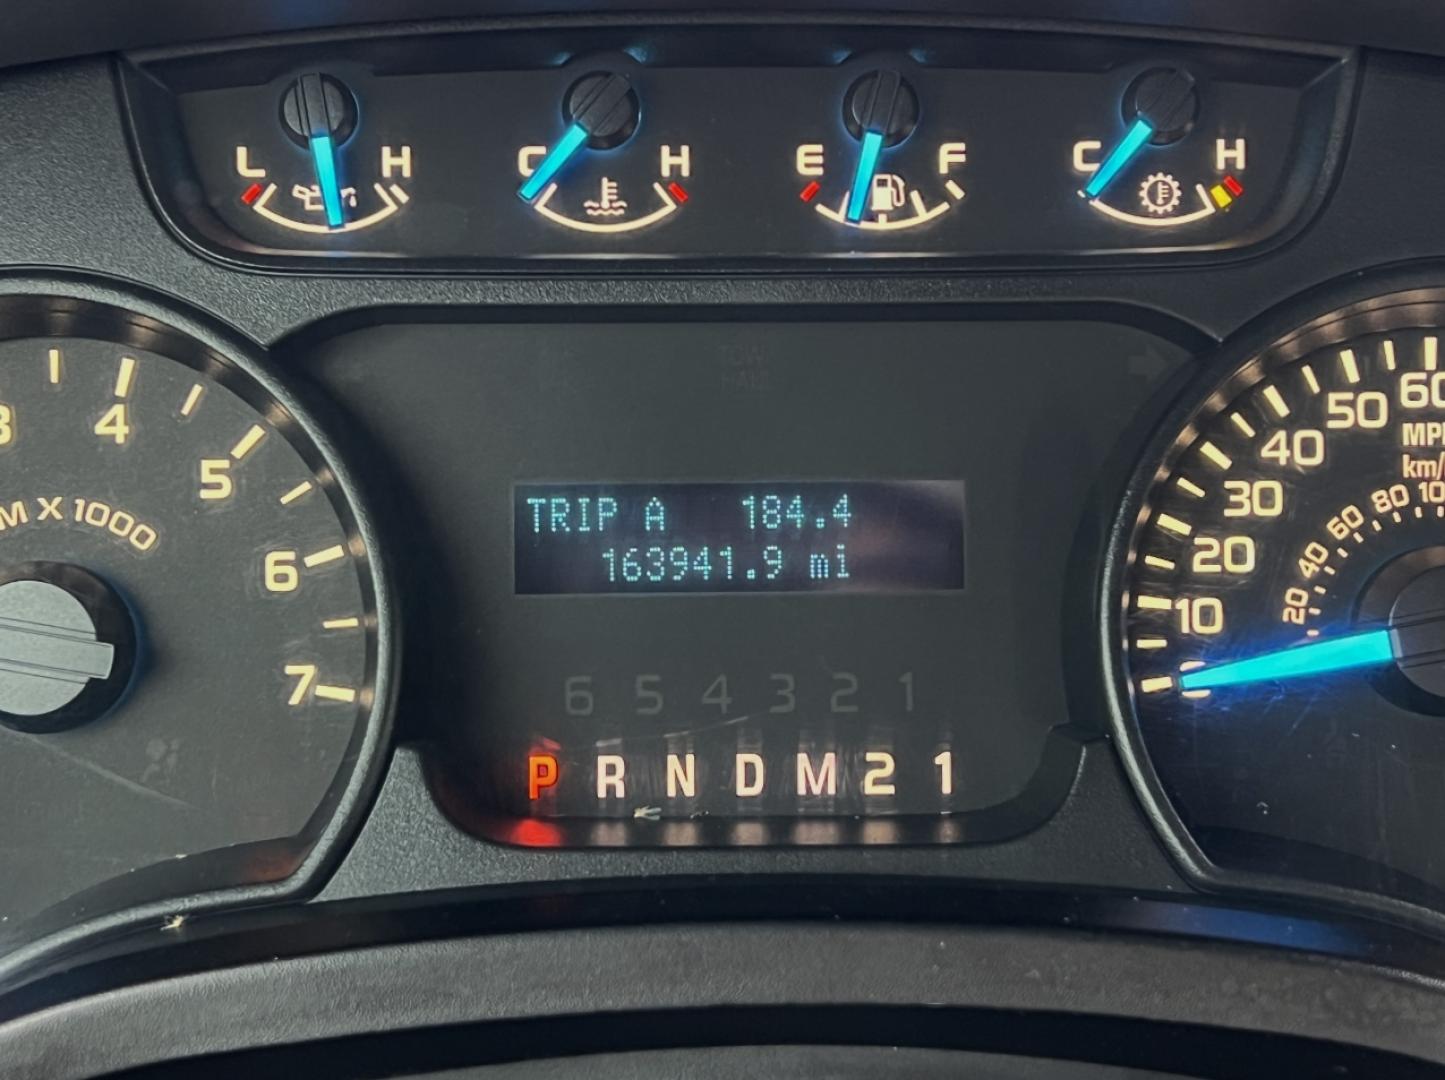 L H
C H
E F
C H
3 4 5 6 7
M X 1000
TRIP A 184.4
163941.9 mi
6 5 4 3 2 1
P R N D M 2 1
10 20 30 40 50 60
MP
km/
20 40 60 80 10